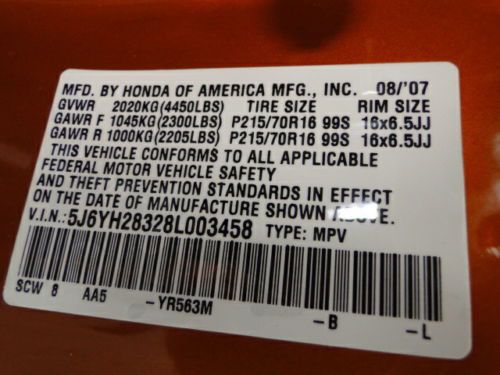 MFD. BY HONDA OF AMERICA MFG., INC. 08/'07
GVWR 2020KG(4450LBS) TIRE SIZE RIM SIZE
GAWR F 1045KG(2300LBS) P215/70R16 99S 16x6.5JJ
GAWR R 1000KG(2205LBS) P215/70R16 99S 16x6.5JJ
THIS VEHICLE CONFORMS TO ALL APPLICABLE
FEDERAL MOTOR VEHICLE SAFETY
AND THEFT PREVENTION STANDARDS IN EFFECT
ON THE DATE OF MANUFACTURE SHOWN ABOVE.
V.I.N.: 5J6YH28328L003458 TYPE: MPV
SCW 8 AA5 -YR563M -B -L